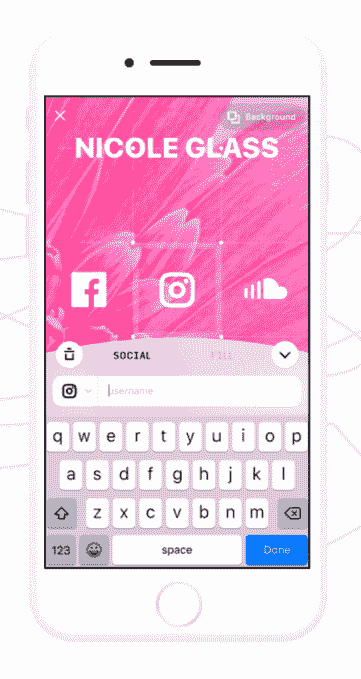 Background
NICOLE GLASS
SOCIAL FILL
username
q w e r t y u i o p
a s d f g h j k l
z x c v b n m
123 space Done